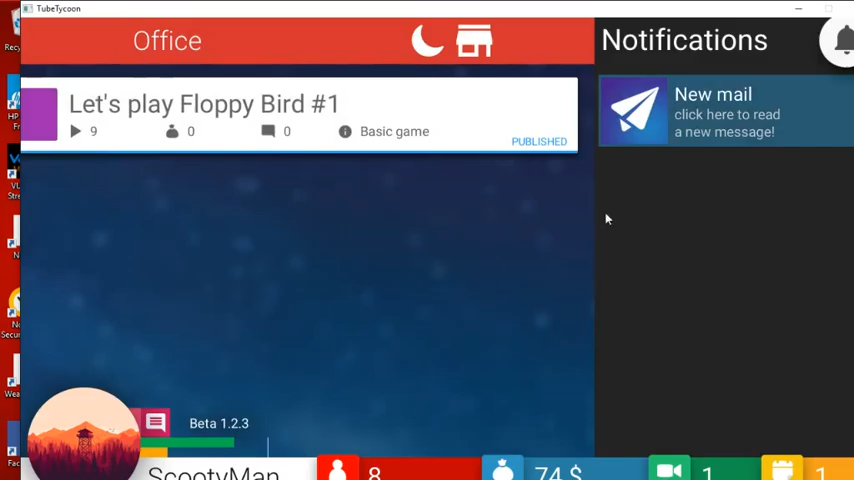 TubeTycoon
Office
Notifications
Let's play Floppy Bird #1
9 0 0 Basic game
PUBLISHED
New mail
click here to read
a new message!
Beta 1.2.3
ScootyMan 8 74 $ 1 1
HP